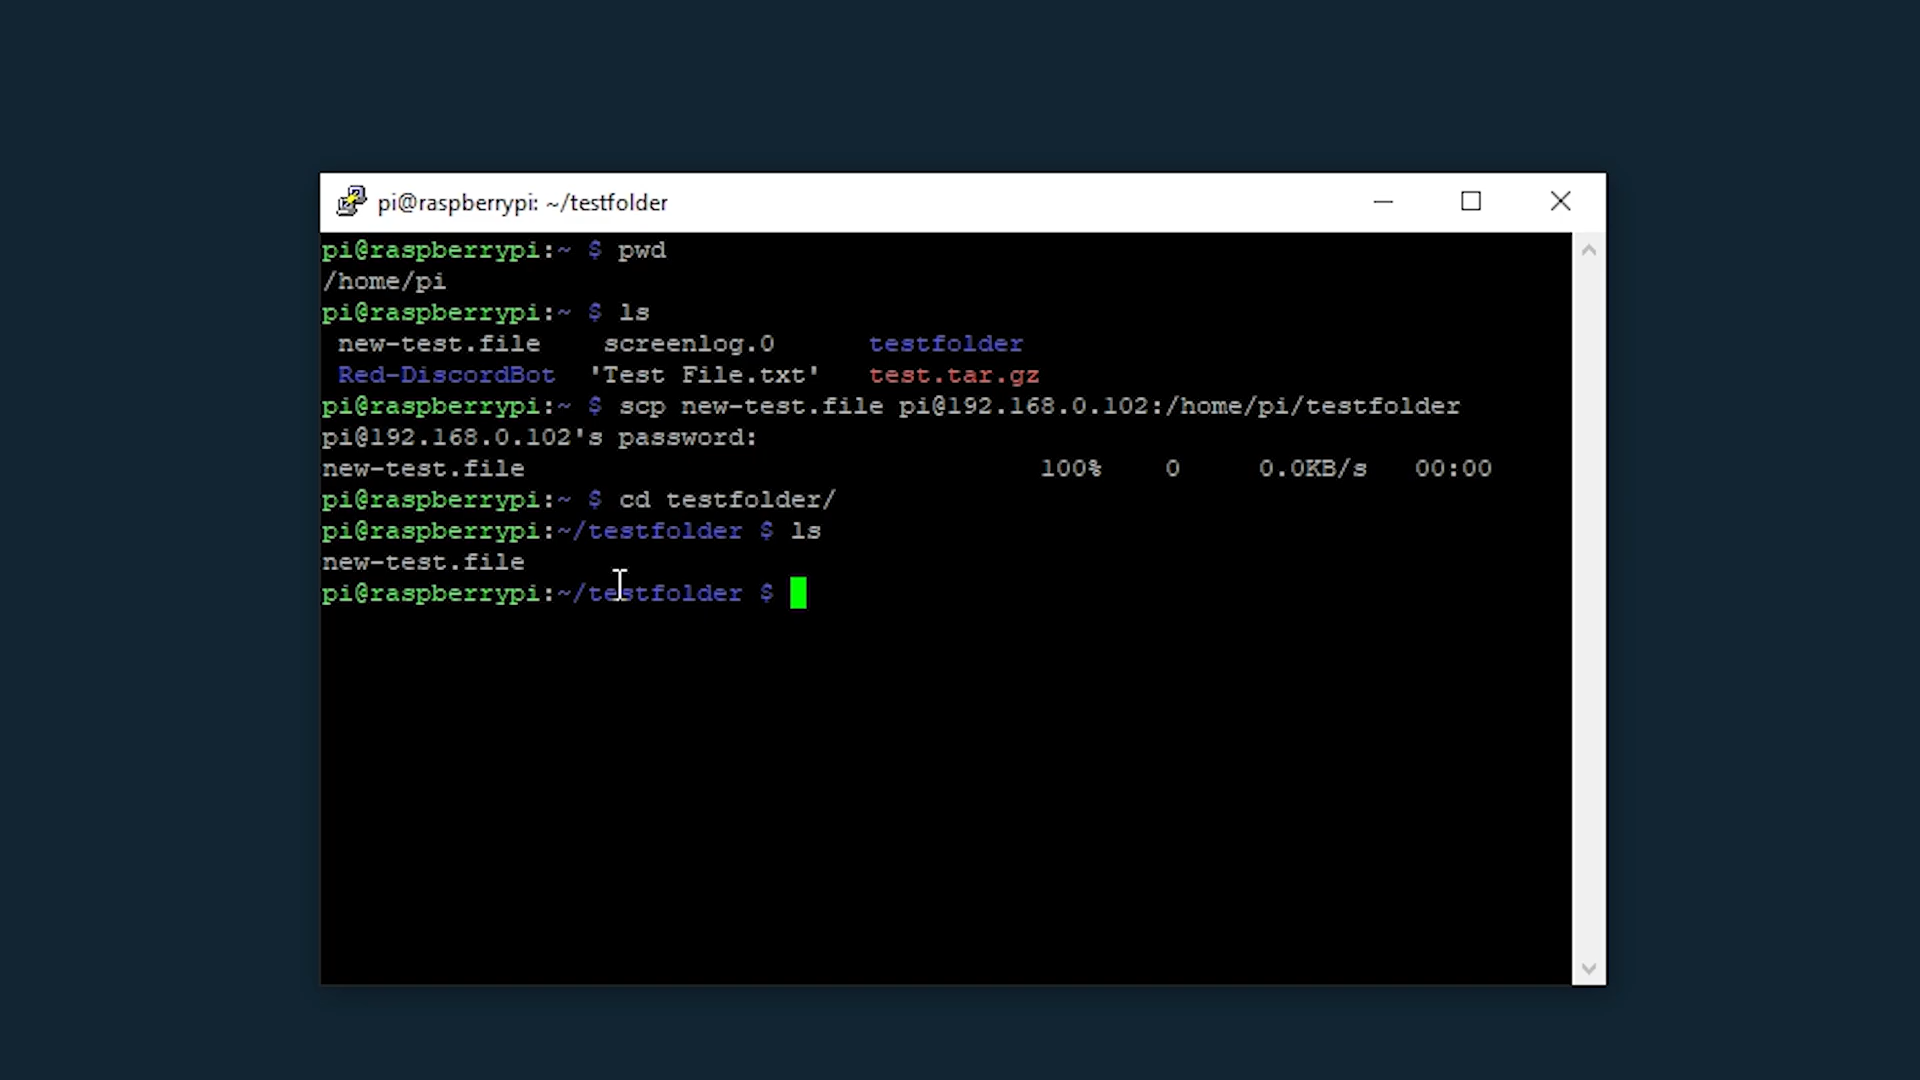 pi@raspberrypi: ~/testfolder
pi@raspberrypi:~ $ pwd
/home/pi
pi@raspberrypi:~ $ ls
new-test.file screenlog.0 testfolder
Red-DiscordBot 'Test File.txt' test.tar.gz
pi@raspberrypi:~ $ scp new-test.file pi@192.168.0.102:/home/pi/testfolder
pi@192.168.0.102's password:
new-test.file 100% 0 0.0KB/s 00:00
pi@raspberrypi:~ $ cd testfolder/
pi@raspberrypi:~/testfolder $ ls
new-test.file
pi@raspberrypi:~/testfolder $